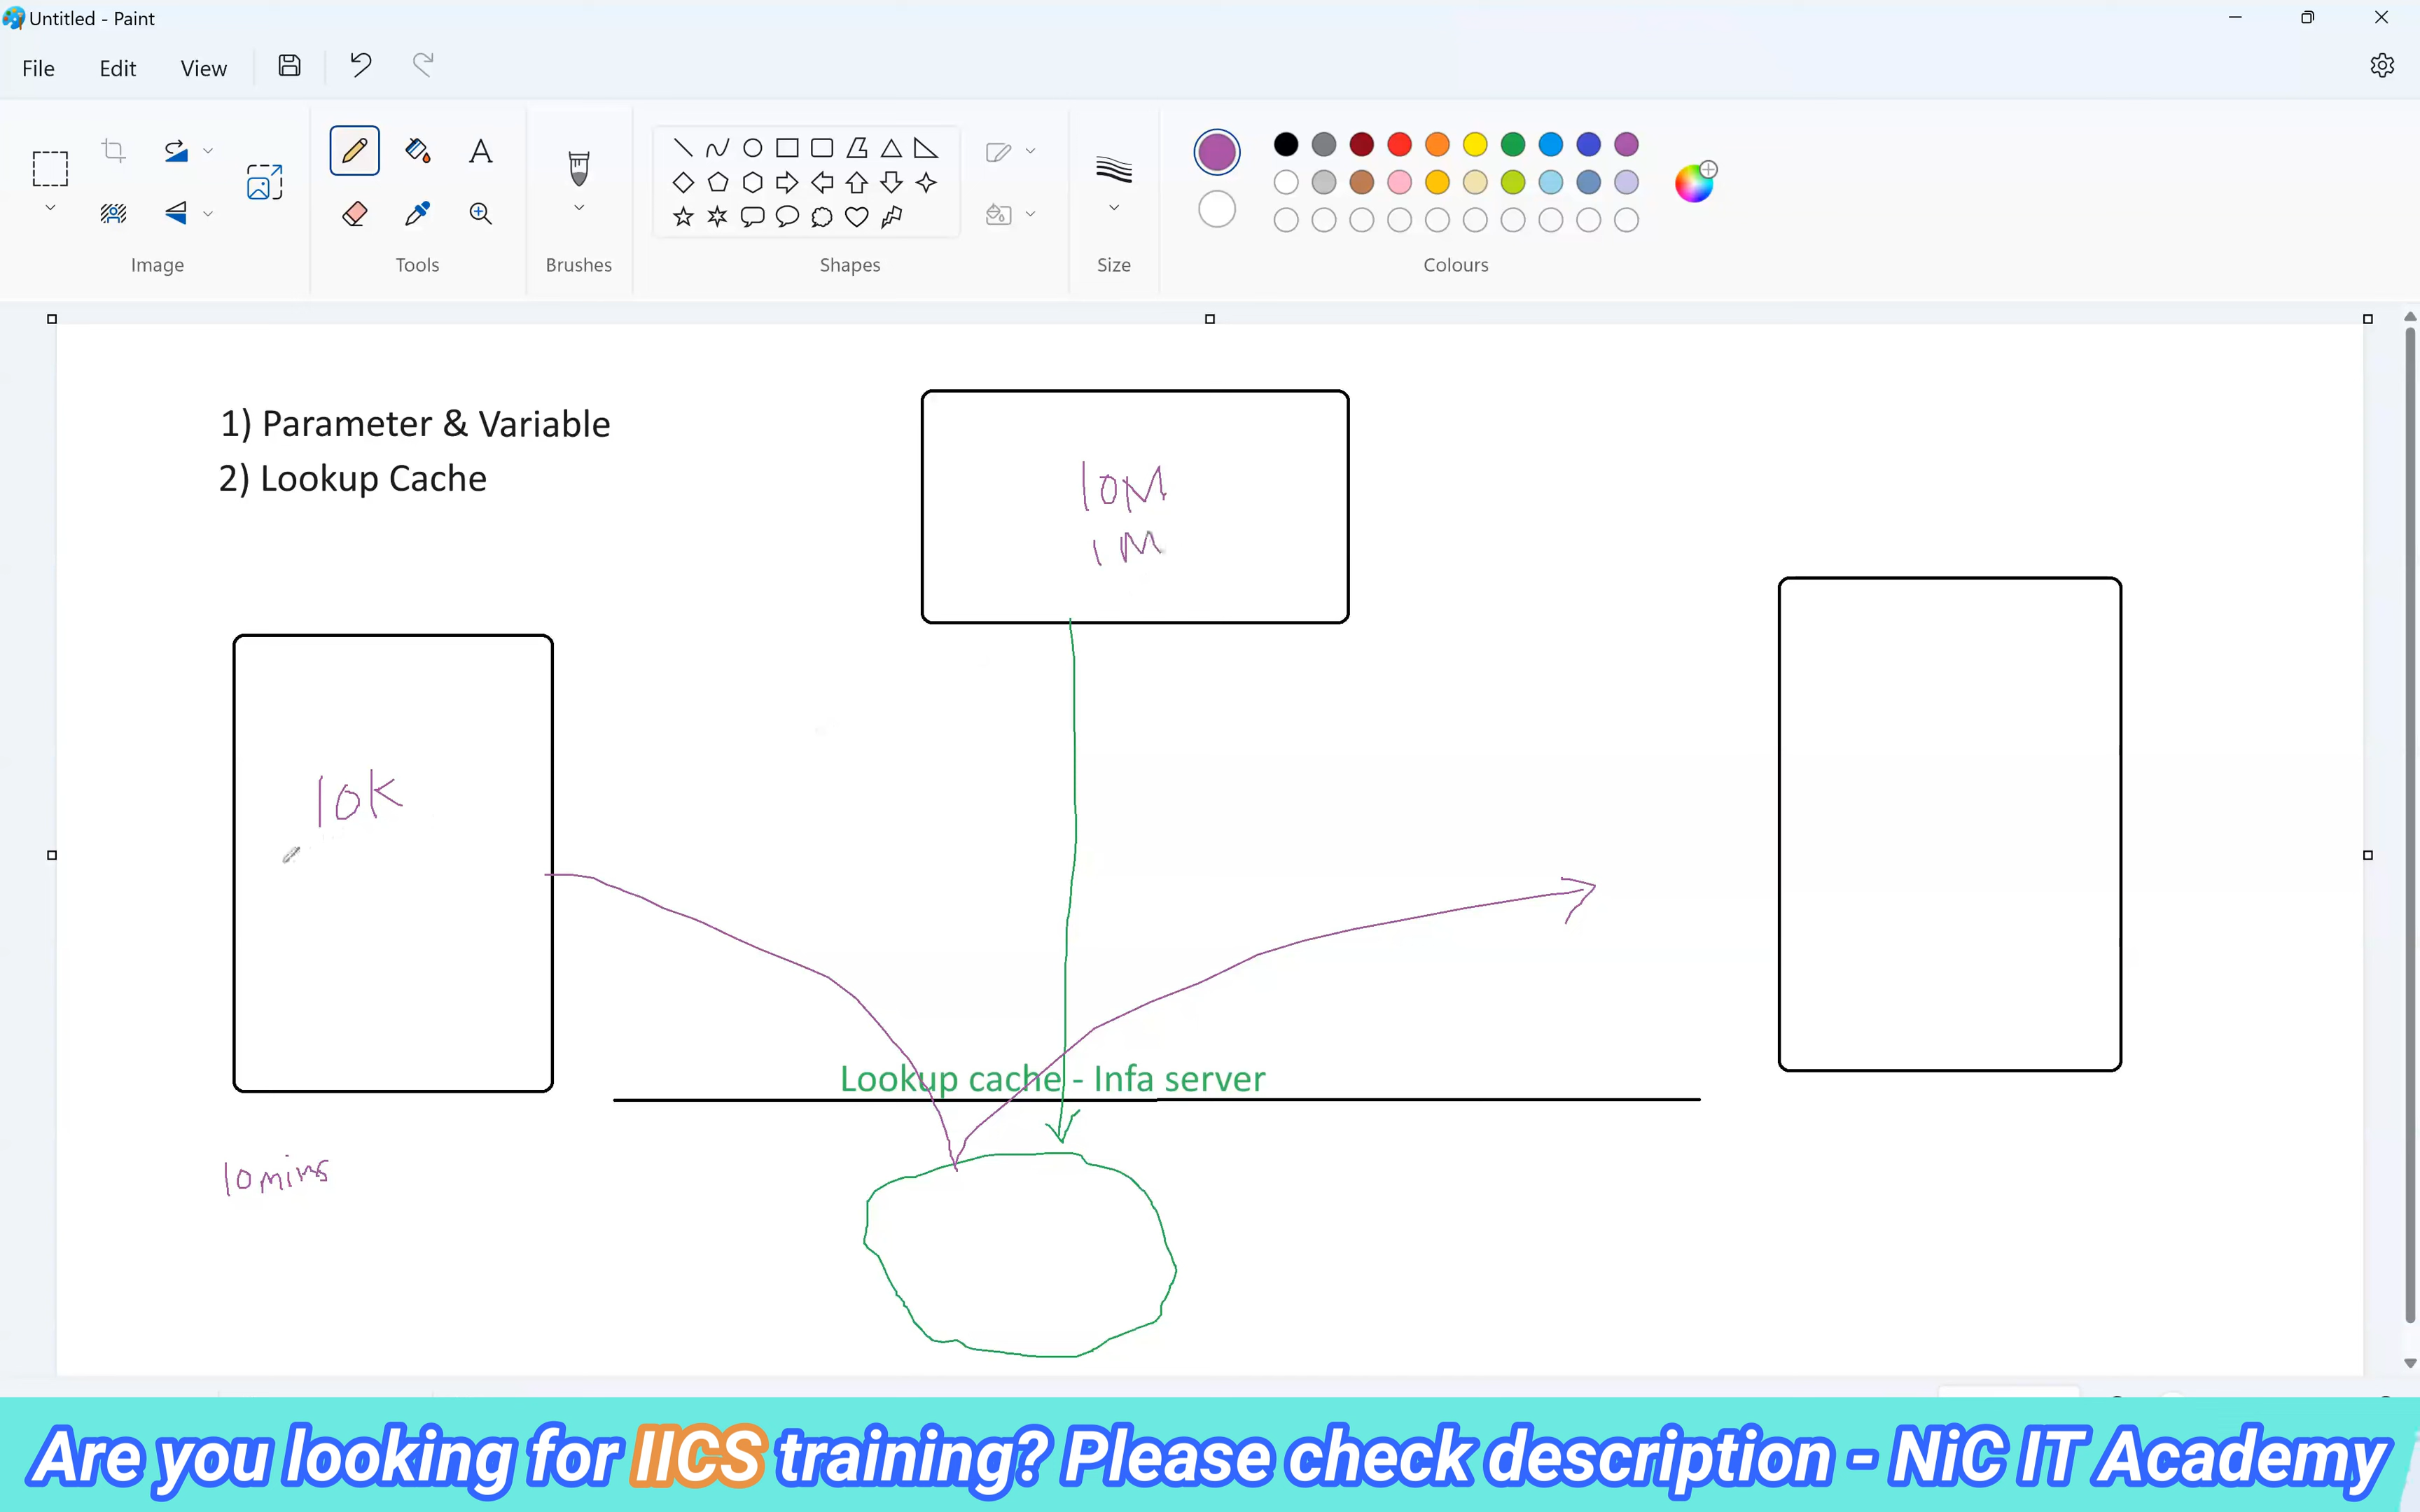 Untitled - Paint
File Edit View
Image Tools Brushes Shapes Size Colours
1) Parameter & Variable
2) Lookup Cache
10M
1M
10K
Lookup cache - Infa server
10mins
Are you looking for IICS training? Please check description - NiC IT Academy